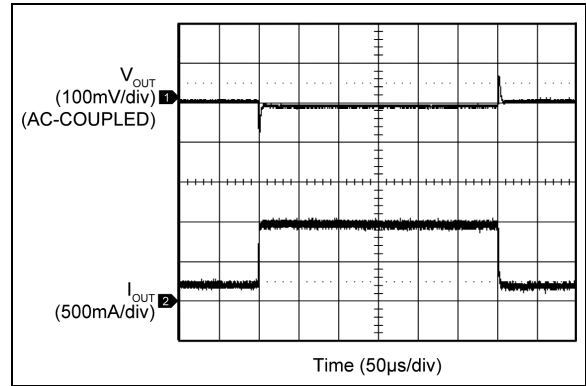 V_OUT
(100mV/div) 1
(AC-COUPLED)
I_OUT 2
(500mA/div)
Time (50µs/div)